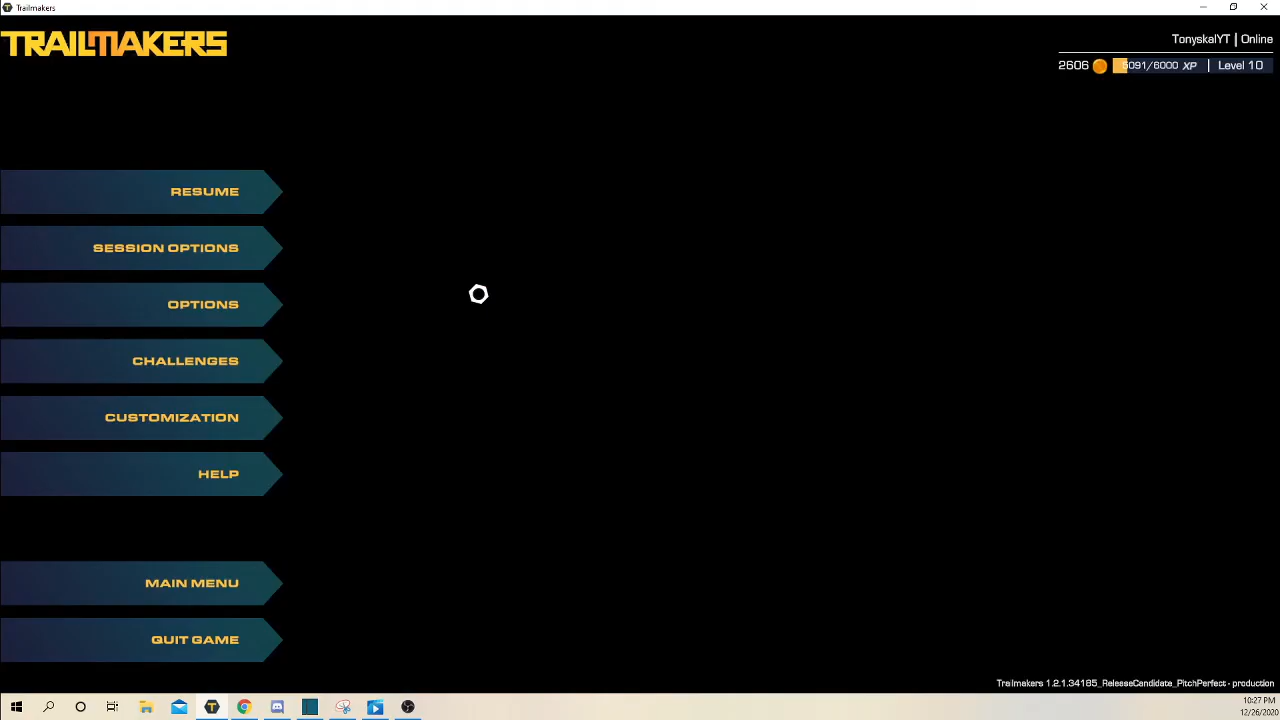 Trailmakers
TRAILMAKERS
TonyskalYT | Online
2606 5091/6000 XP | Level 10
RESUME
SESSION OPTIONS
OPTIONS
CHALLENGES
CUSTOMIZATION
HELP
MAIN MENU
QUIT GAME
Trailmakers 1.2.1.34185_ReleaseCandidate_PitchPerfect - production
10:27 PM
12/26/2020